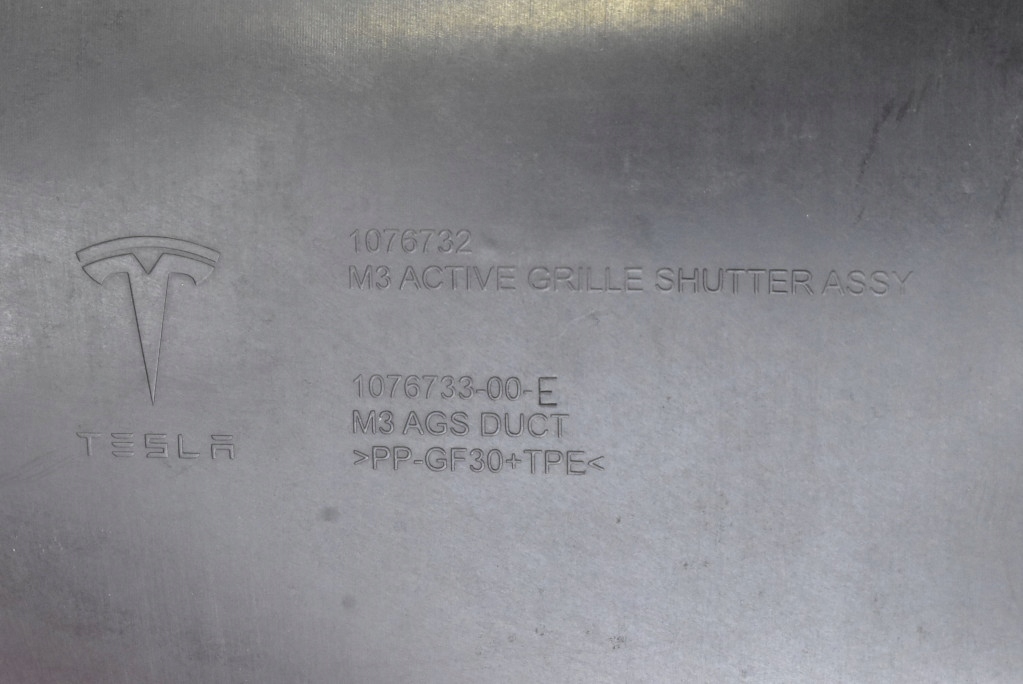 1076732
M3 ACTIVE GRILLE SHUTTER ASSY
1076733-00-E
M3 AGS DUCT
>PP-GF30+TPE<
TESLA